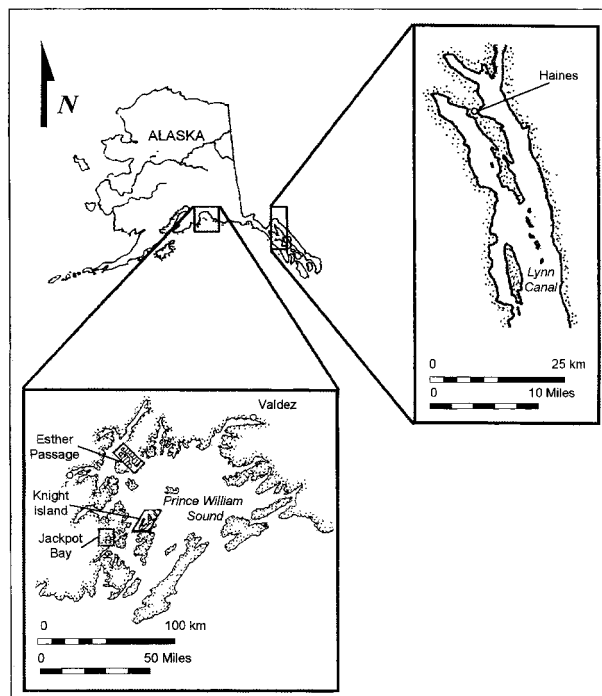 N
ALASKA
Haines
Lynn
Canal
0 25 km
0 10 Miles
Valdez
Esther
Passage
Knight
Island
Prince William
Sound
Jackpot
Bay
0 100 km
0 50 Miles